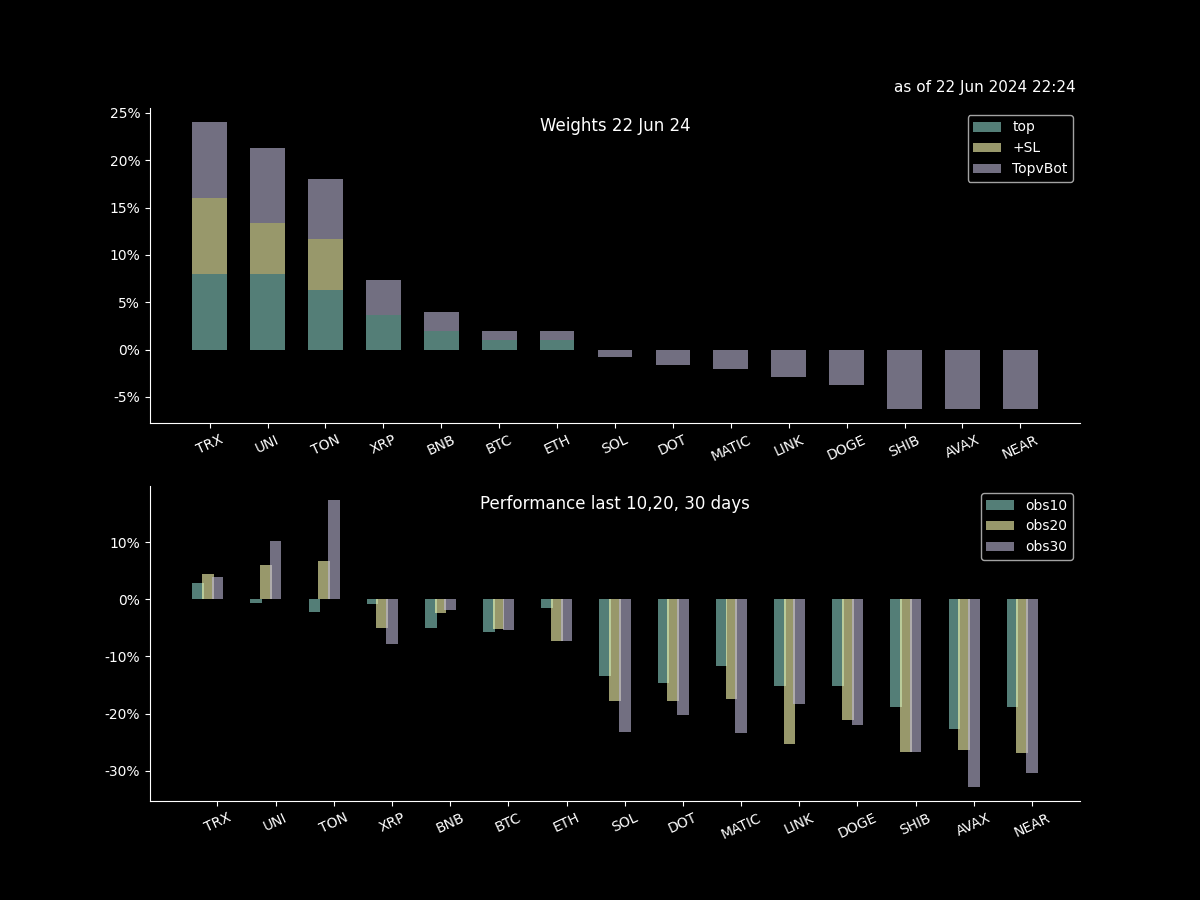 as of 22 Jun 2024 22:24
Weights 22 Jun 24
top
+SL
TopvBot
25%
20%
15%
10%
5%
0%
-5%
TRX UNI TON XRP BNB BTC ETH SOL DOT MATIC LINK DOGE SHIB AVAX NEAR
Performance last 10,20, 30 days
obs10
obs20
obs30
10%
0%
-10%
-20%
-30%
TRX UNI TON XRP BNB BTC ETH SOL DOT MATIC LINK DOGE SHIB AVAX NEAR